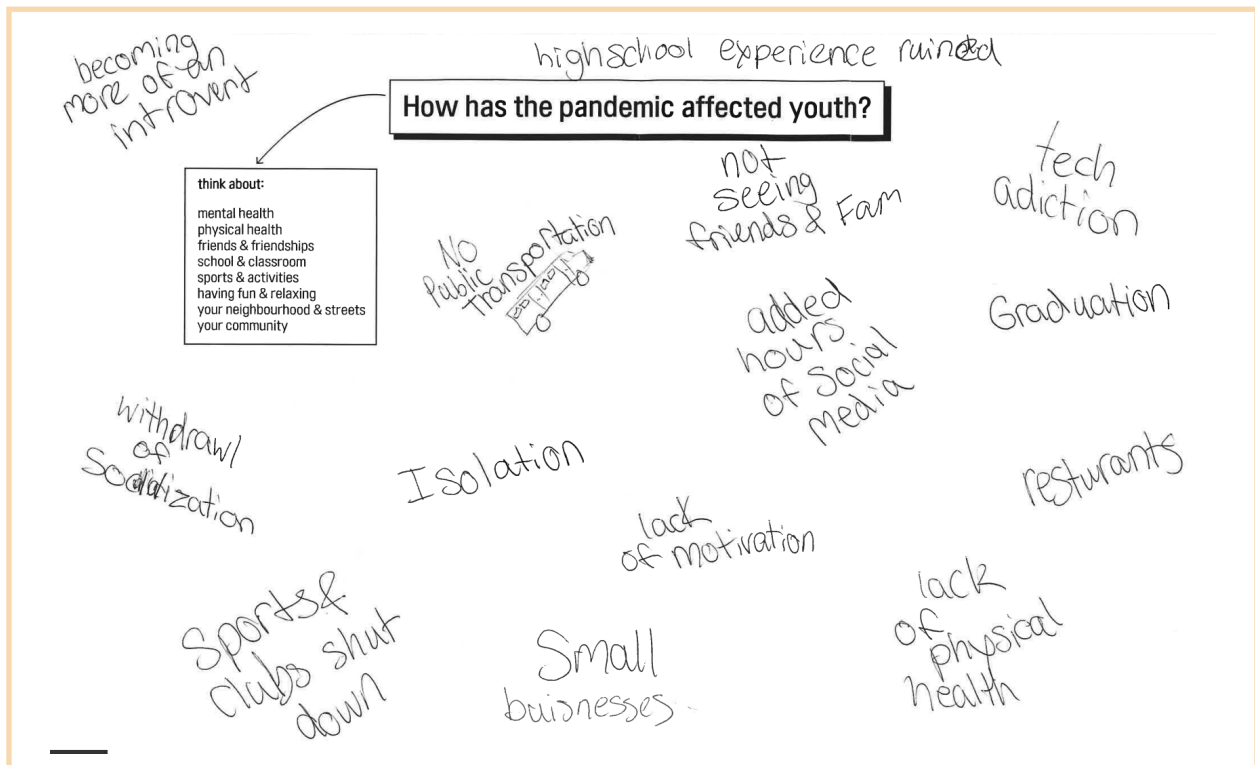 becoming
more of an
introvent
highschool experience ruined
How has the pandemic affected youth?
think about:
mental health
physical health
friends & friendships
school & classroom
sports & activities
having fun & relaxing
your neighbourhood & streets
your community
No
Public
Transportation
not
seeing
friends & Fam
tech
adiction
added
hours
of Social
media
Graduation
withdrawl
of
Socialization
Isolation
lack
of motivation
resturants
Sports &
clubs shut
down
Small
buisnesses
lack
of
physical
health